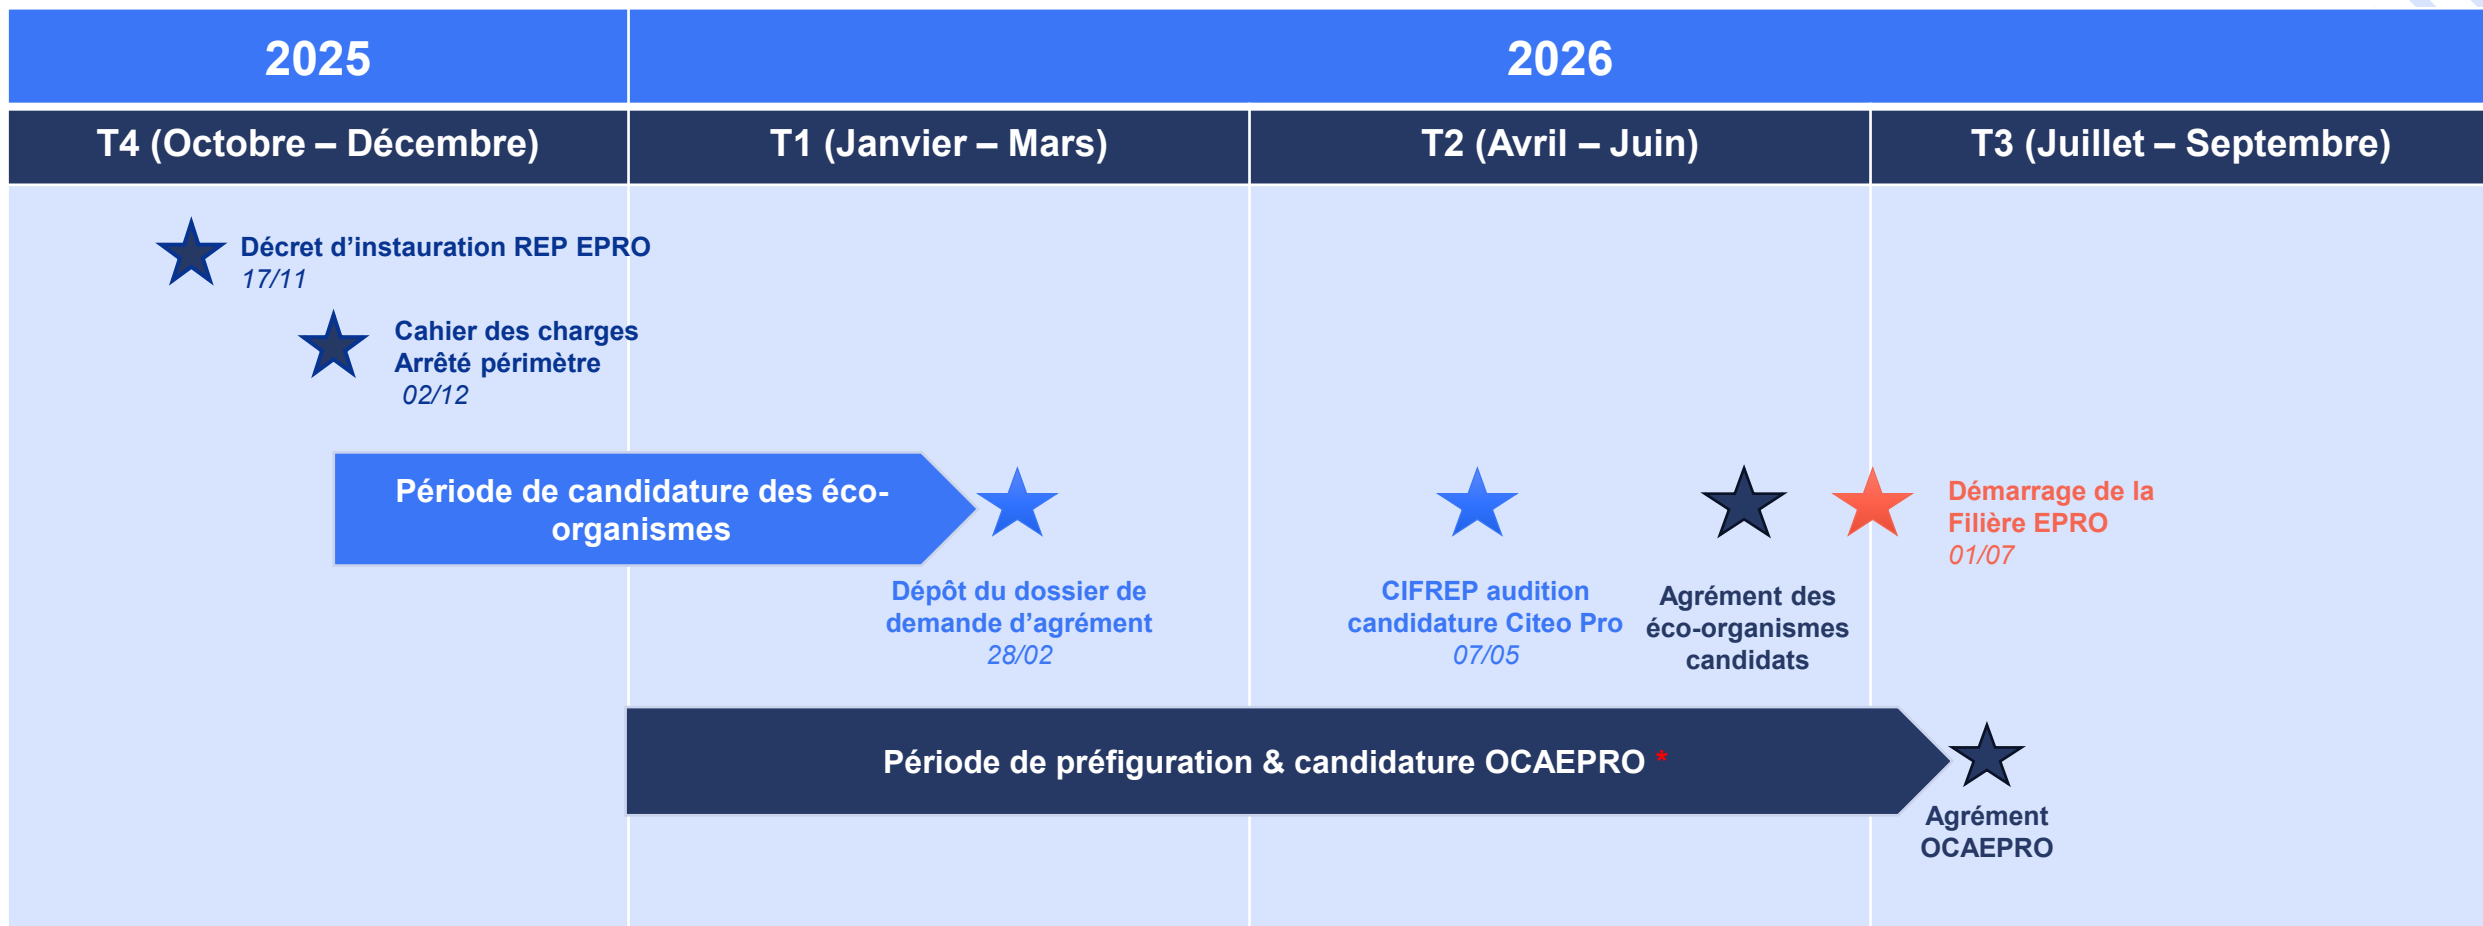 2025
2026
T4 (Octobre – Décembre)
T1 (Janvier – Mars)
T2 (Avril – Juin)
T3 (Juillet – Septembre)
Décret d’instauration REP EPRO
17/11
Cahier des charges
Arrêté périmètre
02/12
Période de candidature des éco-
organismes
Dépôt du dossier de
demande d’agrément
28/02
CIFREP audition
candidature Citeo Pro
07/05
Agrément des
éco-organismes
candidats
Démarrage de la
Filière EPRO
01/07
Période de préfiguration & candidature OCAEPRO *
Agrément
OCAEPRO